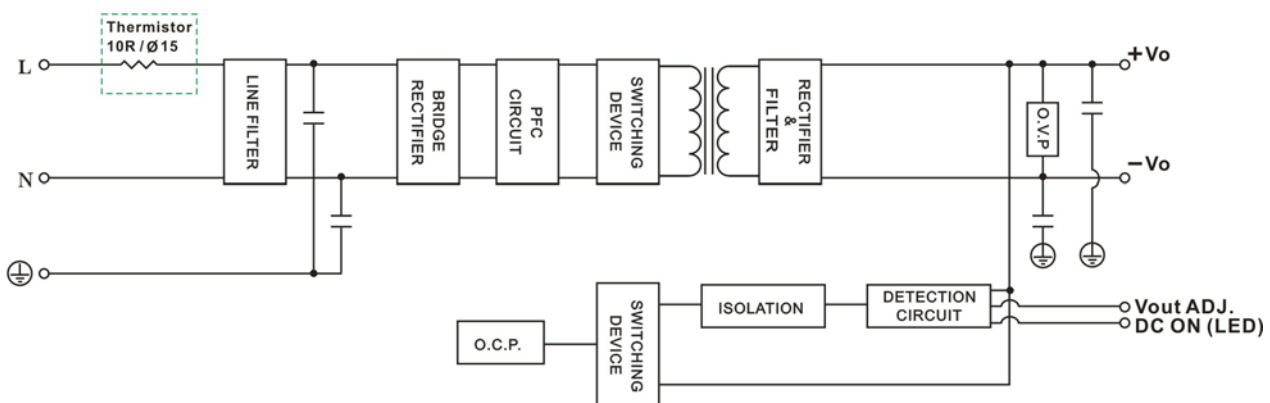 Thermistor
10R / Ø 15
L
N
LINE FILTER
BRIDGE
RECTIFIER
PFC
CIRCUIT
SWITCHING
DEVICE
RECTIFIER
&
FILTER
O.V.P
+Vo
−Vo
O.C.P.
SWITCHING
DEVICE
ISOLATION
DETECTION
CIRCUIT
Vout ADJ.
DC ON (LED)